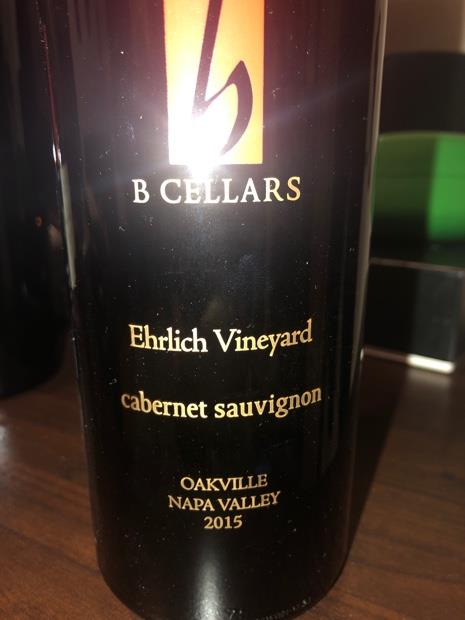 b
B CELLARS
Ehrlich Vineyard
cabernet sauvignon
OAKVILLE
NAPA VALLEY
2015